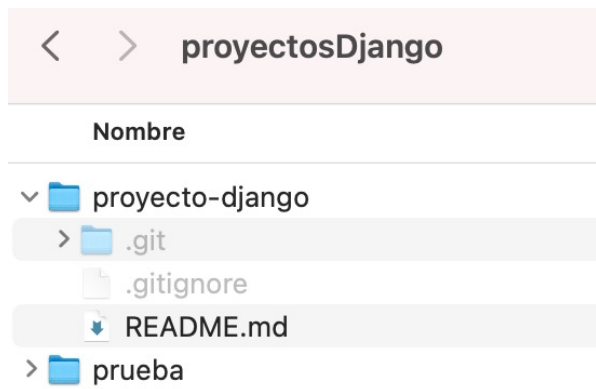 proyectosDjango
Nombre
proyecto-django
.git
.gitignore
README.md
prueba